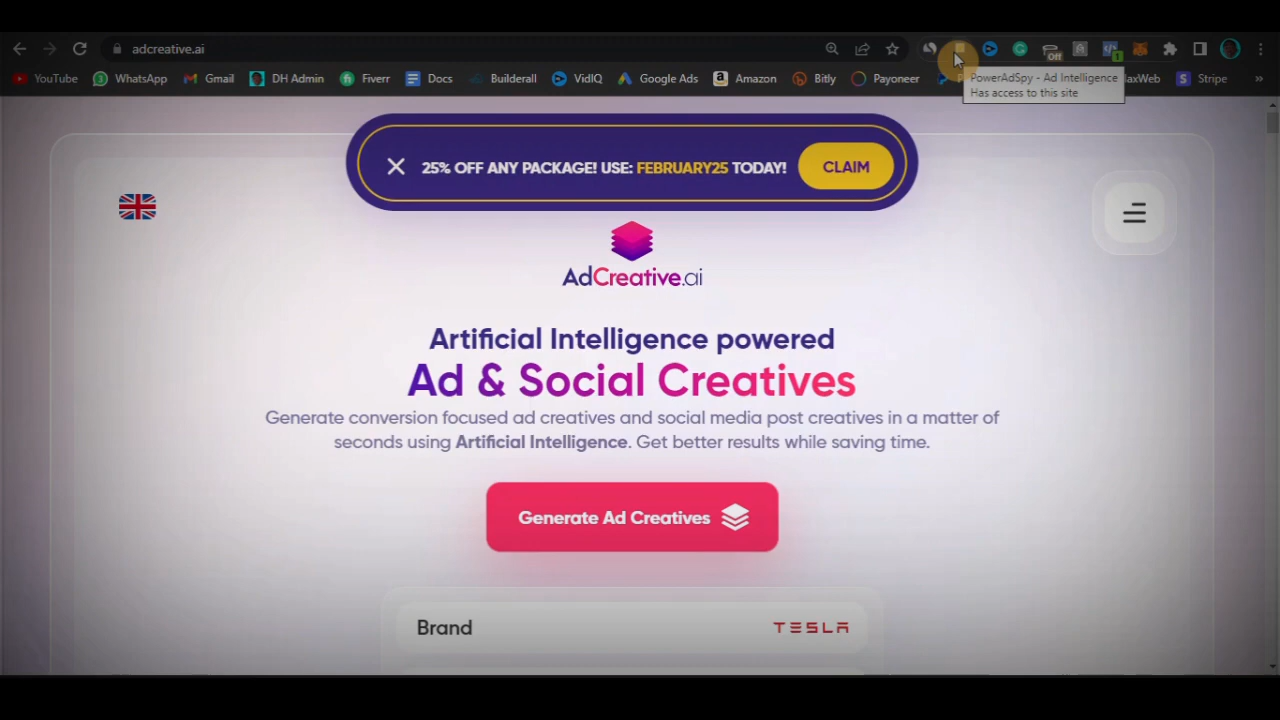 adcreative.ai
Off
1
YouTube WhatsApp Gmail DH Admin Fiverr Docs Builderall VidIQ Google Ads Amazon Bitly Payoneer laxWeb Stripe »
PowerAdSpy - Ad Intelligence
Has access to this site
25% OFF ANY PACKAGE! USE: FEBRUARY25 TODAY! CLAIM
AdCreative.ai
Artificial Intelligence powered
Ad & Social Creatives
Generate conversion focused ad creatives and social media post creatives in a matter of
seconds using Artificial Intelligence. Get better results while saving time.
Generate Ad Creatives
Brand TESLA